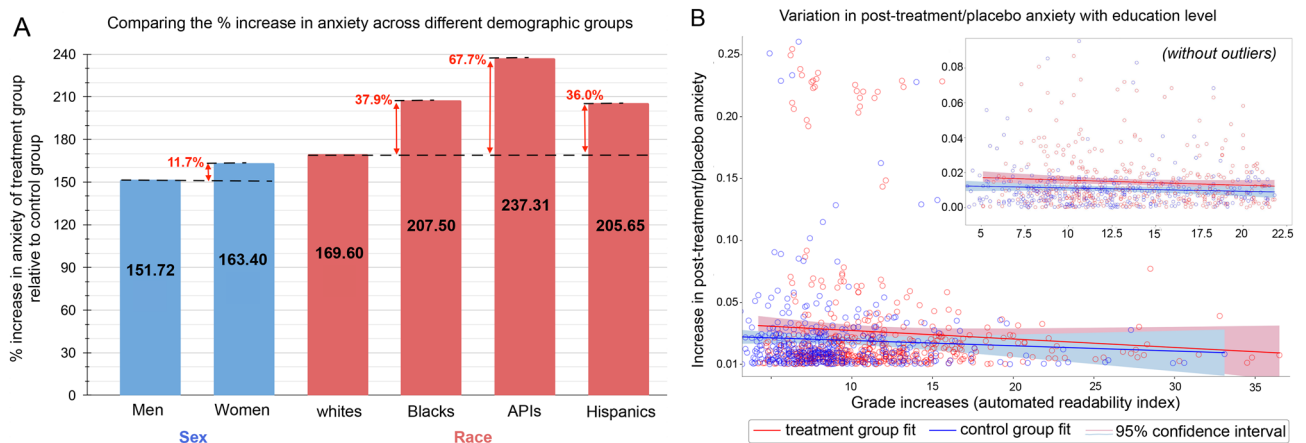 A
Comparing the % increase in anxiety across different demographic groups
% increase in anxiety of treatment group
relative to control group
240
210
180
150
120
90
60
30
0
11.7%
37.9%
67.7%
36.0%
151.72
163.40
169.60
207.50
237.31
205.65
Men
Women
whites
Blacks
APIs
Hispanics
Sex
Race
B
Variation in post-treatment/placebo anxiety with education level
Increase in post-treatment/placebo anxiety
0.25
0.20
0.15
0.10
0.05
0.01
(without outliers)
0.08
0.06
0.04
0.02
0.00
5
7.5
10
12.5
15
17.5
20
22.5
10
15
20
25
30
35
Grade increases (automated readability index)
treatment group fit
control group fit
95% confidence interval